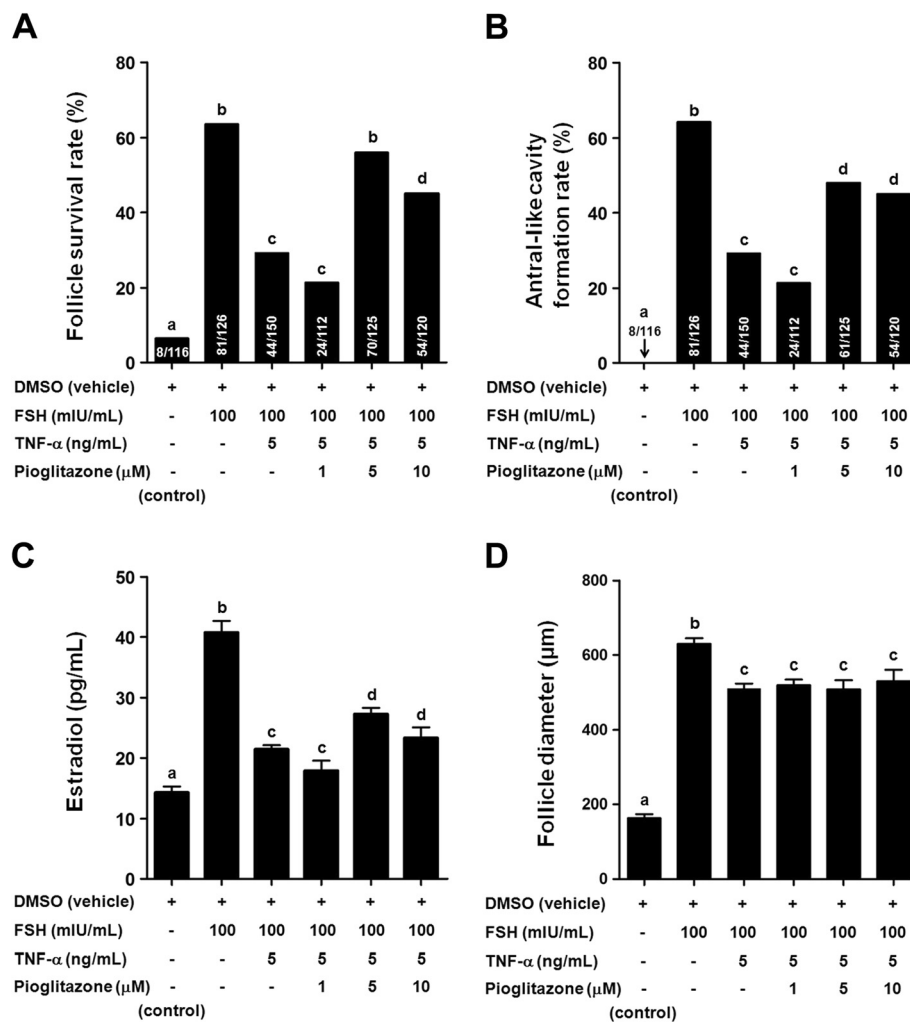 A
Follicle survival rate (%)
80
60
40
20
0
a
b
c
c
b
d
8/116
81/126
44/150
24/112
70/125
54/120
DMSO (vehicle) + + + + + +
FSH (mIU/mL) - 100 100 100 100 100
TNF-α (ng/mL) - - 5 5 5 5
Pioglitazone (μM) - - - 1 5 10
(control)
B
Antral-like cavity
formation rate (%)
80
60
40
20
0
a
b
c
c
d
d
8/116
81/126
44/150
24/112
61/125
54/120
DMSO (vehicle) + + + + + +
FSH (mIU/mL) - 100 100 100 100 100
TNF-α (ng/mL) - - 5 5 5 5
Pioglitazone (μM) - - - 1 5 10
(control)
C
Estradiol (pg/mL)
50
40
30
20
10
0
a
b
c
c
d
d
DMSO (vehicle) + + + + + +
FSH (mIU/mL) - 100 100 100 100 100
TNF-α (ng/mL) - - 5 5 5 5
Pioglitazone (μM) - - - 1 5 10
(control)
D
Follicle diameter (μm)
800
600
400
200
0
a
b
c
c
c
c
DMSO (vehicle) + + + + + +
FSH (mIU/mL) - 100 100 100 100 100
TNF-α (ng/mL) - - 5 5 5 5
Pioglitazone (μM) - - - 1 5 10
(control)